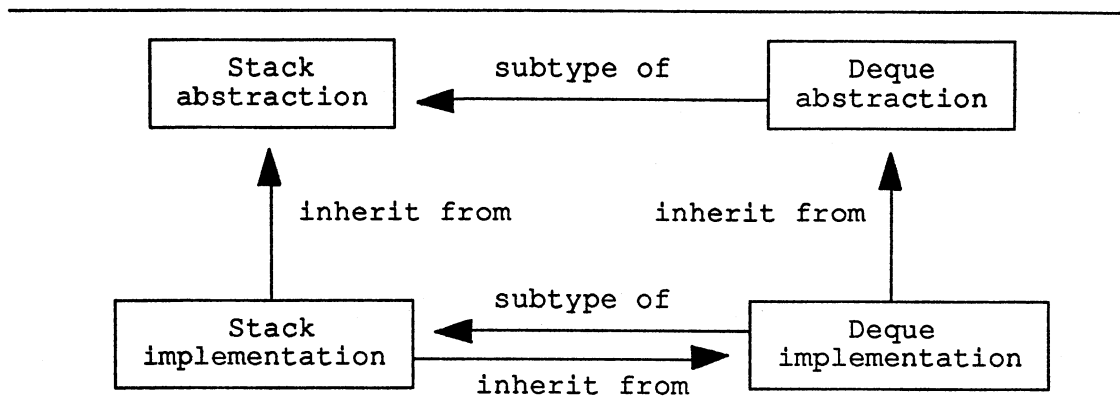 Stack
abstraction
subtype of
Deque
abstraction
inherit from
inherit from
Stack
implementation
subtype of
inherit from
Deque
implementation